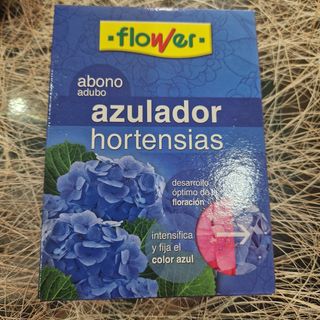 -flower-
abono
adubo
azulador
hortensias
desarrollo
óptimo de la
floración
intensifica
y fija el
color azul